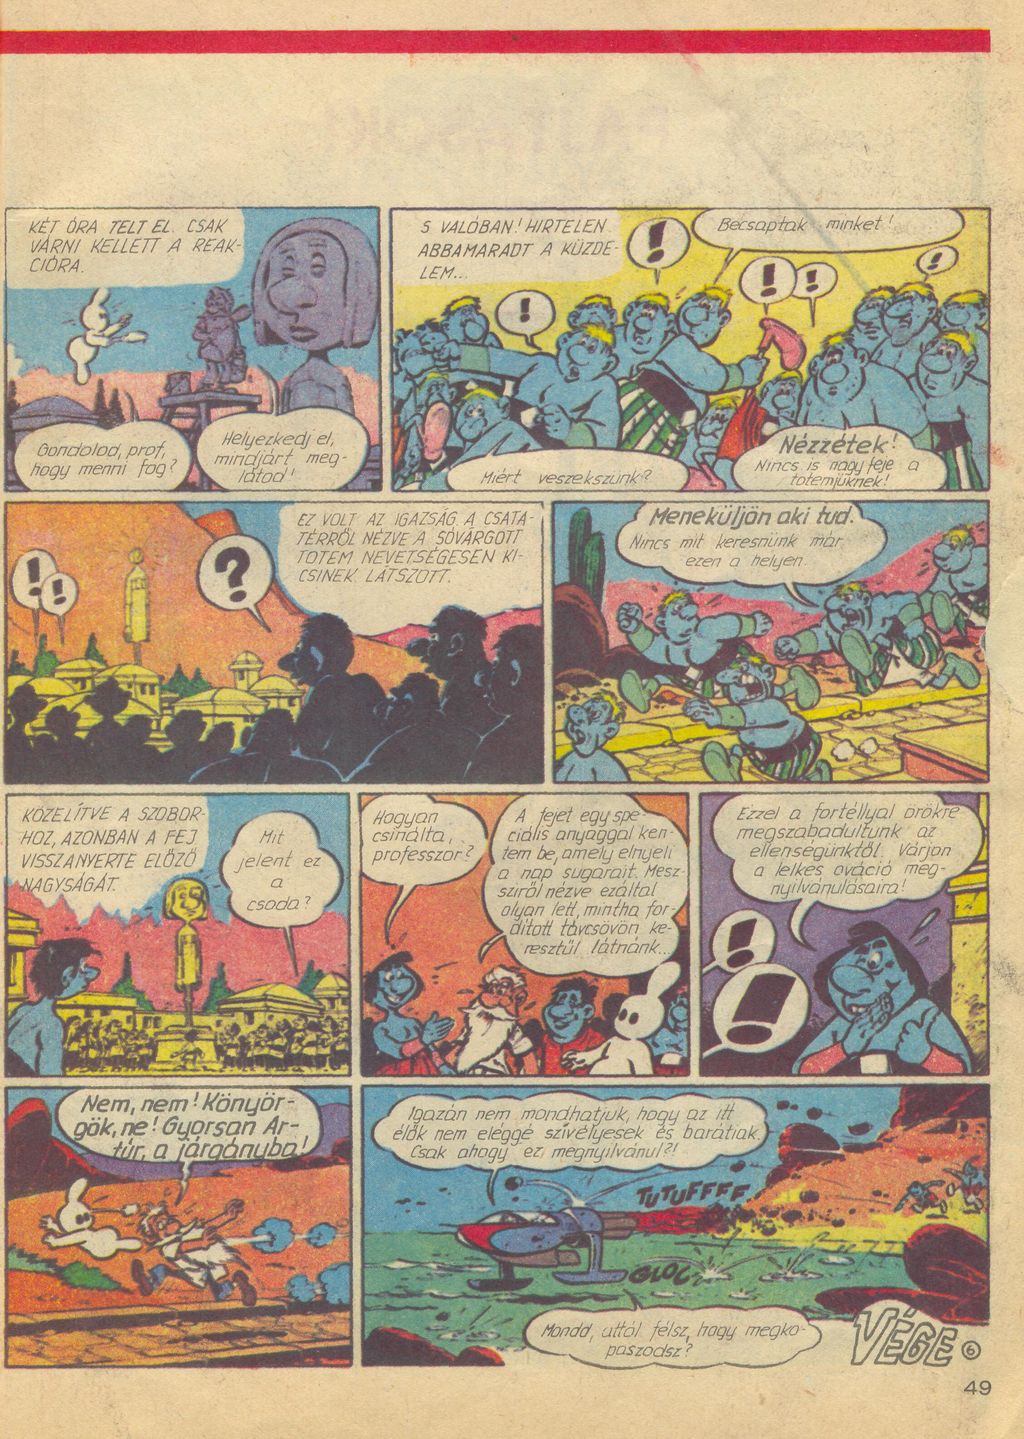 KÉT ÓRA TELT EL. CSAK
VÁRNI KELLETT A REAK-
CIÓRA.
Gondolod, prof,
hogy menni fog?
Helyezkedj el,
mindjárt meg-
látod!
S VALÓBAN! HIRTELEN
ABBAMARADT A KÜZDE-
LEM...
!
Becsaptak minket!
!
!
!
!
Miért veszekszünk?
Nézzétek!
Nincs is nagy feje a
totemjüknek!
!
!
?
EZ VOLT AZ IGAZSÁG. A CSATA-
TÉRRŐL NÉZVE A SÓVÁRGOTT
TOTEM NEVETSÉGESEN KI-
CSINEK LÁTSZOTT.
Meneküljön aki tud.
Nincs mit keresnünk már
ezen a helyen.
KÖZELÍTVE A SZOBOR-
HOZ, AZONBAN A FEJ
VISSZANYERTE ELŐZŐ
NAGYSÁGÁT.
Mit
jelent ez
a
csoda?
Hogyan
csinálta,
professzor?
A fejet egy spe-
ciális anyaggal ken-
tem be, amely elnyeli
a nap sugarait. Mesz-
sziről nézve ezáltal
olyan lett, mintha for-
dított távcsövön ke-
resztül látnánk...
Ezzel a fortéllyal örökre
megszabadultunk az
ellenségünktől. Várjon
a lelkes ováció meg-
nyilvánulásaira!
!
!
Nem, nem! Könyör-
gök, ne! Gyorsan Ar-
túr, a járgányba!
Igazán nem mondhatjuk, hogy az itt
élők nem eléggé szívélyesek és barátiak.
Csak ahogy ez megnyilvánul?!
TUTUFFFF
GLOC
Mondd, attól félsz, hogy megko-
paszodsz?
VÉGE
6
49